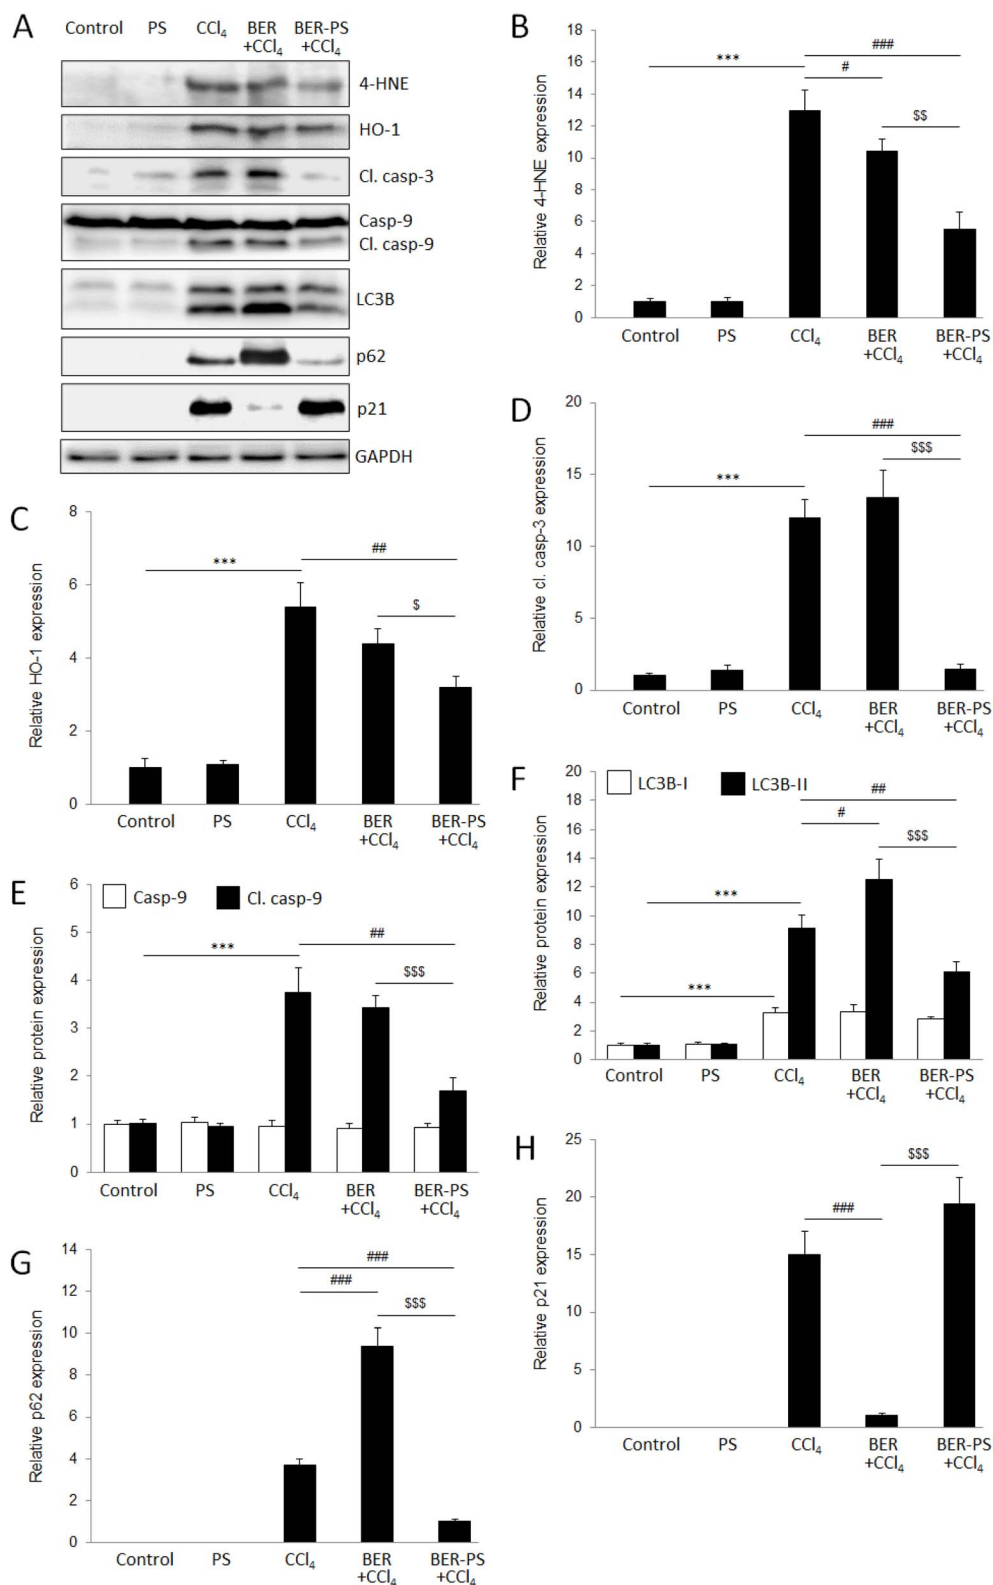 A
Control PS CCl₄ BER BER-PS
+CCl₄ +CCl₄
4-HNE
HO-1
Cl. casp-3
Casp-9
Cl. casp-9
LC3B
p62
p21
GAPDH
B
Relative 4-HNE expression
18
16
14
12
10
8
6
4
2
0
***
###
#
$$
Control PS CCl₄ BER BER-PS
+CCl₄ +CCl₄
C
Relative HO-1 expression
8
6
4
2
0
***
##
$
Control PS CCl₄ BER BER-PS
+CCl₄ +CCl₄
D
Relative cl. casp-3 expression
20
15
10
5
0
***
###
$$$
Control PS CCl₄ BER BER-PS
+CCl₄ +CCl₄
E
Casp-9 Cl. casp-9
Relative protein expression
6
5
4
3
2
1
0
***
##
$$$
Control PS CCl₄ BER BER-PS
+CCl₄ +CCl₄
F
LC3B-I LC3B-II
Relative protein expression
20
18
16
14
12
10
8
6
4
2
0
***
***
##
#
$$$
Control PS CCl₄ BER BER-PS
+CCl₄ +CCl₄
G
Relative p62 expression
14
12
10
8
6
4
2
0
###
###
$$$
Control PS CCl₄ BER BER-PS
+CCl₄ +CCl₄
H
Relative p21 expression
25
20
15
10
5
0
###
$$$
Control PS CCl₄ BER BER-PS
+CCl₄ +CCl₄